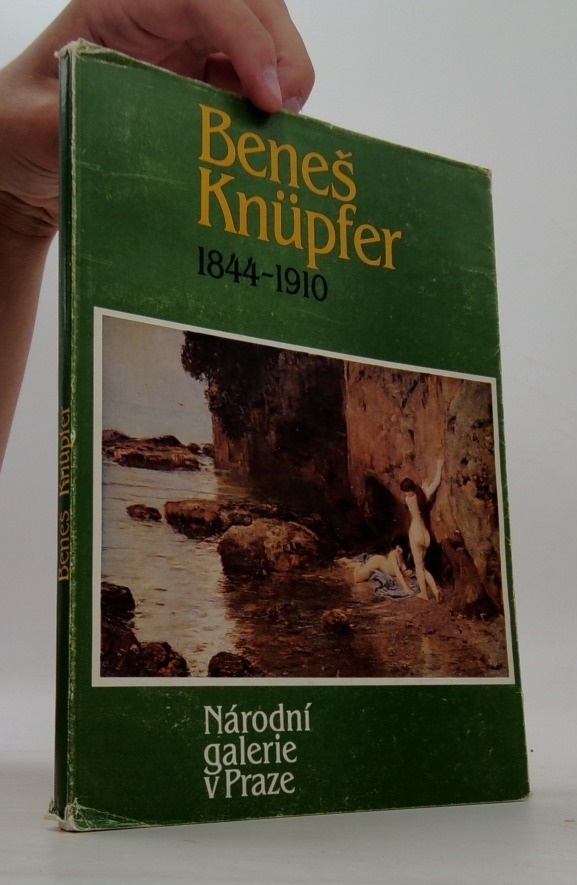 Beneš
Knüpfer
1844-1910
Beneš Knüpfer
Národní
galerie
v Praze